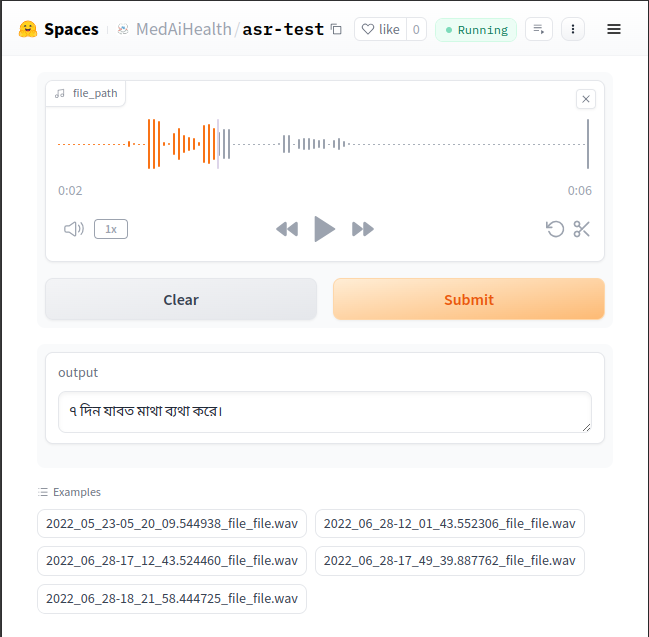 Spaces MedAiHealth/asr-test like 0 Running
file_path
0:02 0:06
1x
Clear Submit
output
৭ দিন যাবত মাথা ব্যথা করে।
Examples
2022_05_23-05_20_09.544938_file_file.wav 2022_06_28-12_01_43.552306_file_file.wav
2022_06_28-17_12_43.524460_file_file.wav 2022_06_28-17_49_39.887762_file_file.wav
2022_06_28-18_21_58.444725_file_file.wav